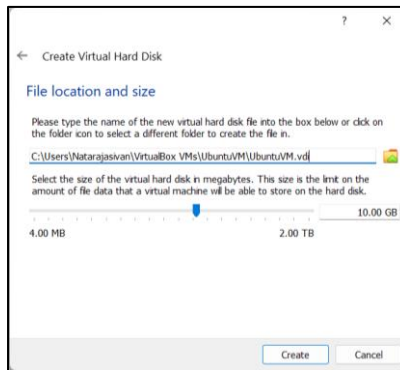 ?
Create Virtual Hard Disk
File location and size
Please type the name of the new virtual hard disk file into the box below or click on
the folder icon to select a different folder to create the file in.
C:\Users\Natarajasivan\VirtualBox VMs\UbuntuVM\UbuntuVM.vdi
Select the size of the virtual hard disk in megabytes. This size is the limit on the
amount of file data that a virtual machine will be able to store on the hard disk.
10.00 GB
4.00 MB 2.00 TB
Create Cancel